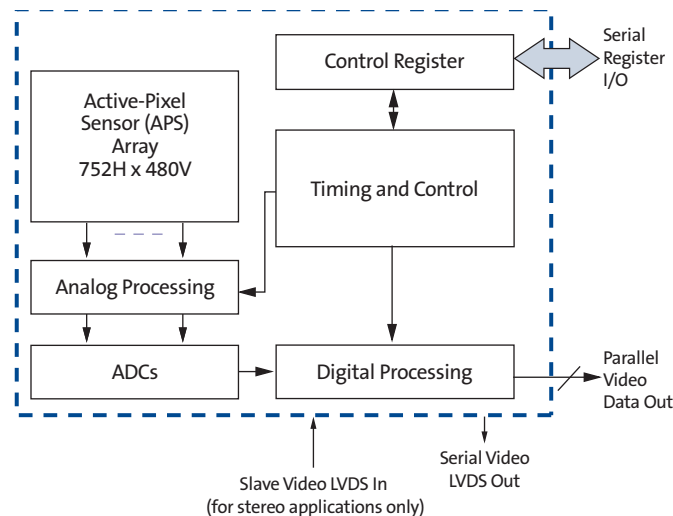 Control Register
Serial
Register
I/O
Active-Pixel
Sensor (APS)
Array
752H x 480V
Timing and Control
Analog Processing
ADCs
Digital Processing
Parallel
Video
Data Out
Slave Video LVDS In
(for stereo applications only)
Serial Video
LVDS Out